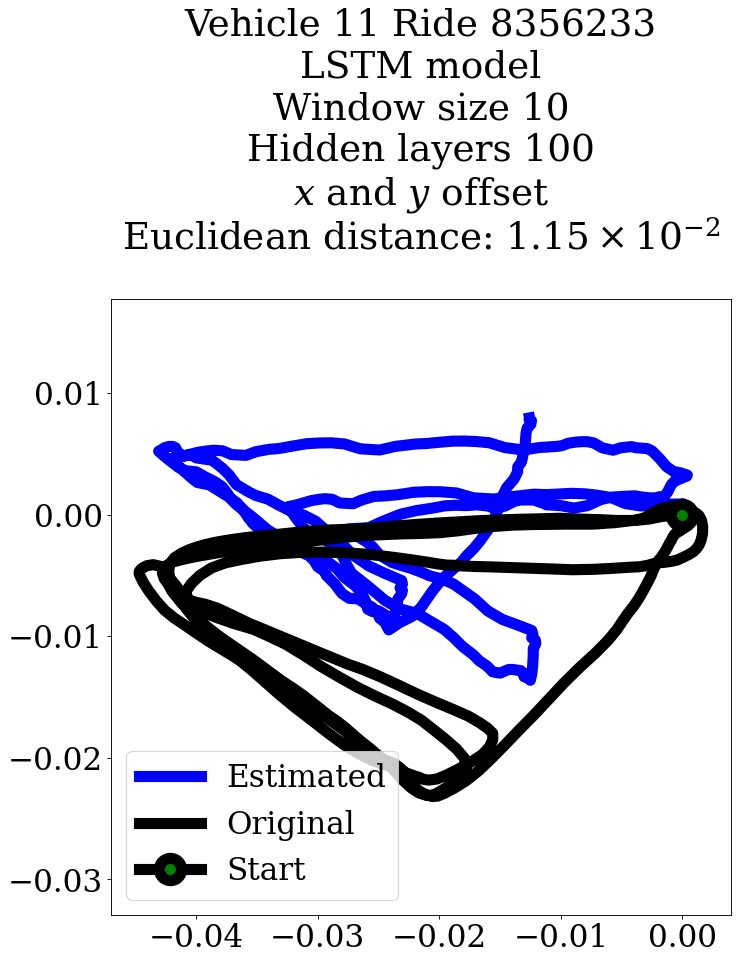 Vehicle 11 Ride 8356233
LSTM model
Window size 10
Hidden layers 100
x and y offset
Euclidean distance: 1.15 × 10⁻²
0.01
0.00
−0.01
−0.02
−0.03
Estimated
Original
Start
−0.04 −0.03 −0.02 −0.01 0.00